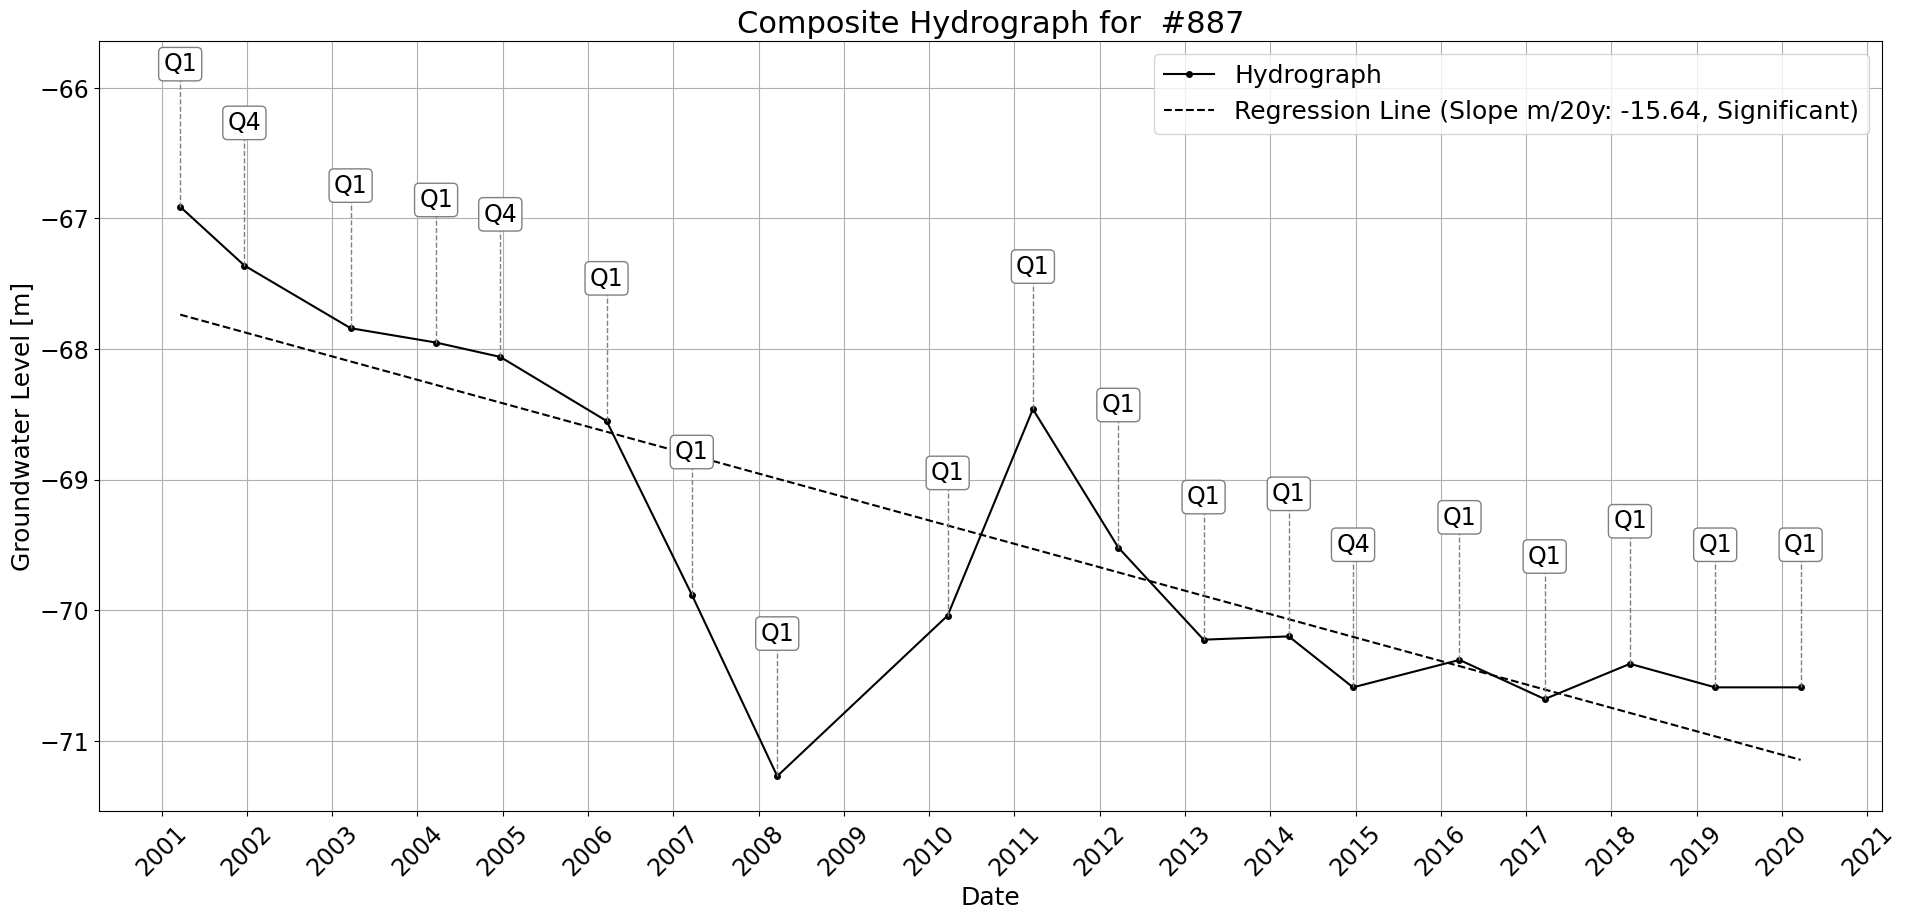 Composite Hydrograph for  #887
Hydrograph
Regression Line (Slope m/20y: -15.64, Significant)
Groundwater Level [m]
−66
−67
−68
−69
−70
−71
Q1
Q4
Q1
Q1
Q4
Q1
Q1
Q1
Q1
Q1
Q1
Q1
Q1
Q4
Q1
Q1
Q1
Q1
Q1
2001
2002
2003
2004
2005
2006
2007
2008
2009
2010
2011
2012
2013
2014
2015
2016
2017
2018
2019
2020
2021
Date